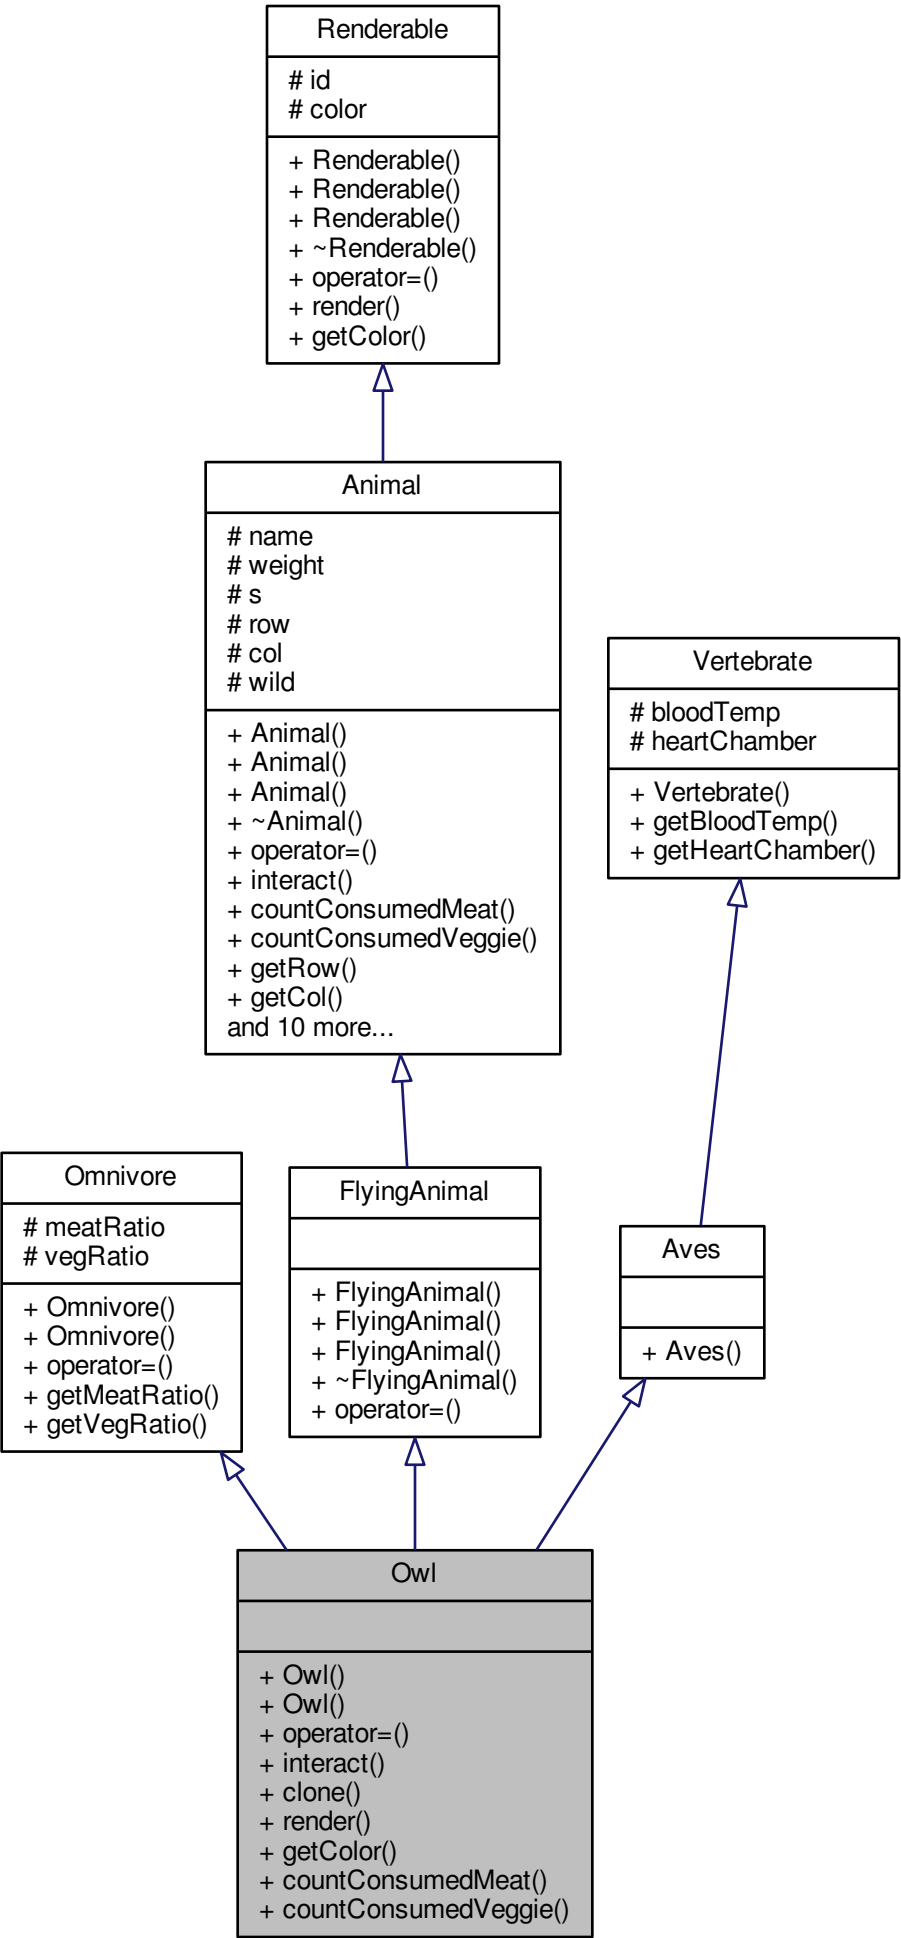 Renderable
# id
# color
+ Renderable()
+ Renderable()
+ Renderable()
+ ~Renderable()
+ operator=()
+ render()
+ getColor()
Animal
# name
# weight
# s
# row
# col
# wild
+ Animal()
+ Animal()
+ Animal()
+ ~Animal()
+ operator=()
+ interact()
+ countConsumedMeat()
+ countConsumedVeggie()
+ getRow()
+ getCol()
and 10 more...
Vertebrate
# bloodTemp
# heartChamber
+ Vertebrate()
+ getBloodTemp()
+ getHeartChamber()
Omnivore
# meatRatio
# vegRatio
+ Omnivore()
+ Omnivore()
+ operator=()
+ getMeatRatio()
+ getVegRatio()
FlyingAnimal
+ FlyingAnimal()
+ FlyingAnimal()
+ FlyingAnimal()
+ ~FlyingAnimal()
+ operator=()
Aves
+ Aves()
Owl
+ Owl()
+ Owl()
+ operator=()
+ interact()
+ clone()
+ render()
+ getColor()
+ countConsumedMeat()
+ countConsumedVeggie()